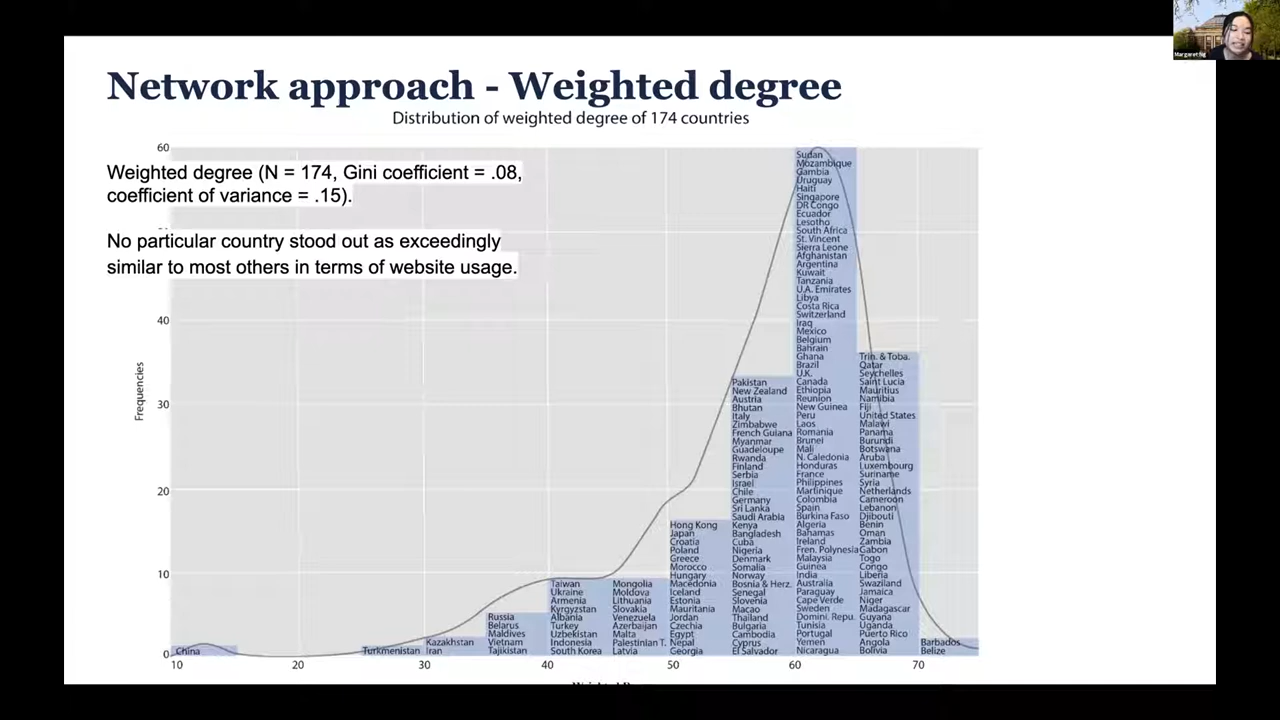 Network approach - Weighted degree
Distribution of weighted degree of 174 countries
Weighted degree (N = 174, Gini coefficient = .08,
coefficient of variance = .15).
No particular country stood out as exceedingly
similar to most others in terms of website usage.
Frequencies
60
40
30
20
10
0
China
Turkmenistan
Kazakhstan
Iran
Russia
Belarus
Maldives
Vietnam
Tajikistan
Taiwan
Ukraine
Armenia
Kyrgyzstan
Albania
Turkey
Uzbekistan
Indonesia
South Korea
Mongolia
Moldova
Lithuania
Slovakia
Venezuela
Azerbaijan
Malta
Palestinian T.
Latvia
Hong Kong
Japan
Croatia
Poland
Greece
Morocco
Hungary
Macedonia
Iceland
Estonia
Mauritania
Jordan
Czechia
Egypt
Nepal
Georgia
Pakistan
New Zealand
Austria
Bhutan
Italy
Zimbabwe
French Guiana
Myanmar
Guadeloupe
Rwanda
Finland
Serbia
Israel
Chile
Germany
Sri Lanka
Saudi Arabia
Kenya
Bangladesh
Cuba
Nigeria
Denmark
Somalia
Norway
Bosnia & Herz.
Senegal
Slovenia
Macao
Thailand
Bulgaria
Cambodia
Cyprus
El Salvador
Sudan
Mozambique
Gambia
Uruguay
Haiti
Singapore
DR Congo
Ecuador
Lesotho
South Africa
St. Vincent
Sierra Leone
Afghanistan
Argentina
Kuwait
Tanzania
U.A. Emirates
Libya
Costa Rica
Switzerland
Iraq
Mexico
Belgium
Bahrain
Ghana
Brazil
U.K.
Canada
Ethiopia
Reunion
New Guinea
Peru
Laos
Romania
Brunei
Mali
N. Caledonia
Honduras
France
Philippines
Martinique
Colombia
Spain
Burkina Faso
Algeria
Bahamas
Ireland
Fren. Polynesia
Malaysia
Guinea
India
Australia
Paraguay
Cape Verde
Sweden
Domini. Repu.
Tunisia
Portugal
Yemen
Nicaragua
Trin. & Toba.
Qatar
Seychelles
Saint Lucia
Mauritius
Namibia
Fiji
United States
Malawi
Panama
Burundi
Botswana
Aruba
Luxembourg
Suriname
Syria
Netherlands
Cameroon
Lebanon
Djibouti
Benin
Oman
Zambia
Gabon
Togo
Congo
Liberia
Swaziland
Jamaica
Niger
Madagascar
Guyana
Uganda
Puerto Rico
Angola
Bolivia
Barbados
Belize
10 20 30 40 50 60 70